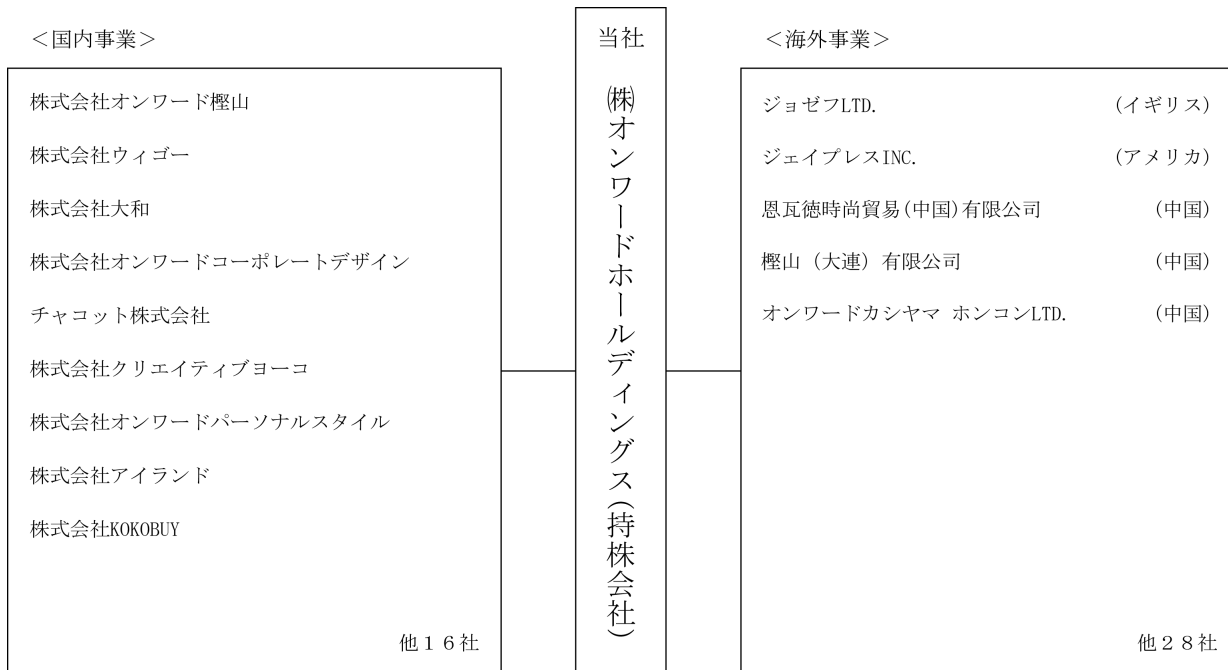 ＜国内事業＞
株式会社オンワード樫山
株式会社ウィゴー
株式会社大和
株式会社オンワードコーポレートデザイン
チャコット株式会社
株式会社クリエイティブヨーコ
株式会社オンワードパーソナルスタイル
株式会社アイランド
株式会社KOKOBUY
他１６社
当社
㈱オンワードホールディングス(持株会社)
＜海外事業＞
ジョゼフLTD. (イギリス)
ジェイプレスINC. (アメリカ)
恩瓦徳時尚貿易(中国)有限公司 (中国)
樫山（大連）有限公司 (中国)
オンワードカシヤマ ホンコンLTD. (中国)
他２８社